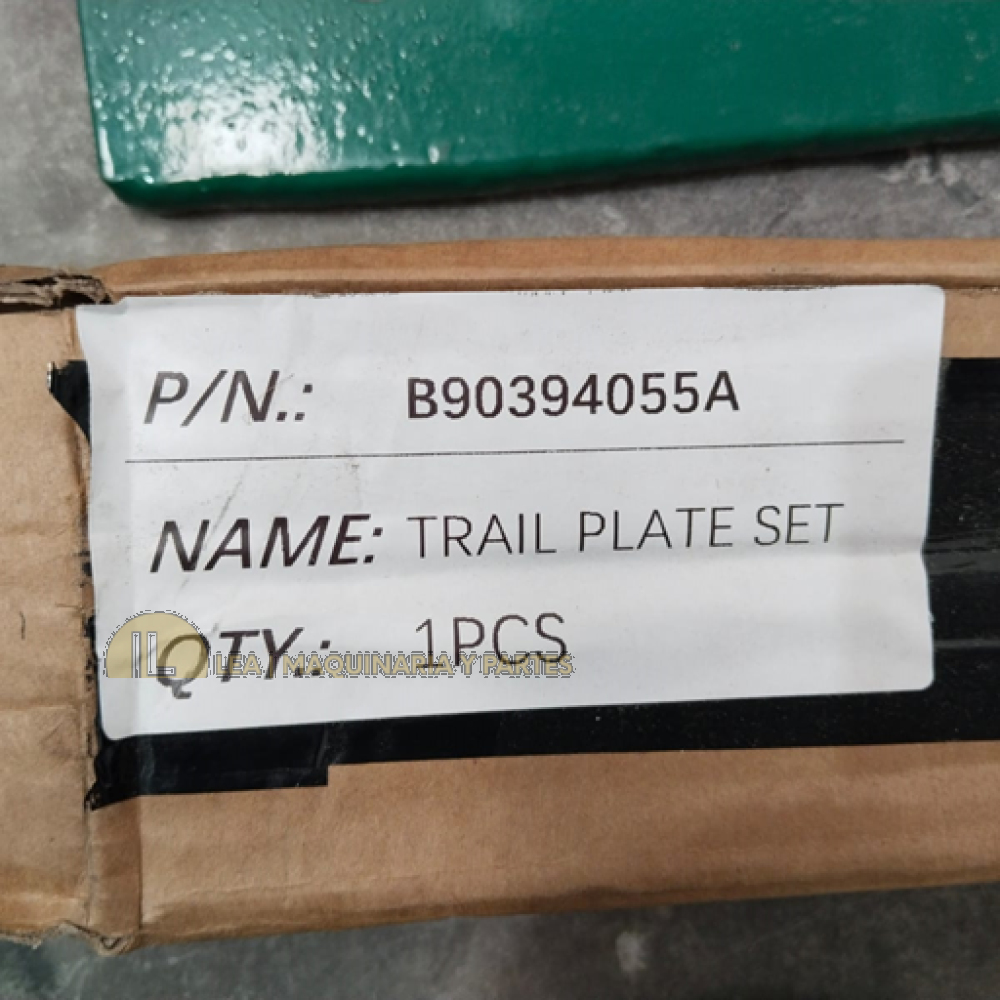 P/N.: B90394055A
NAME: TRAIL PLATE SET
QTY.: 1PCS
LEA, MAQUINARIA Y PARTES